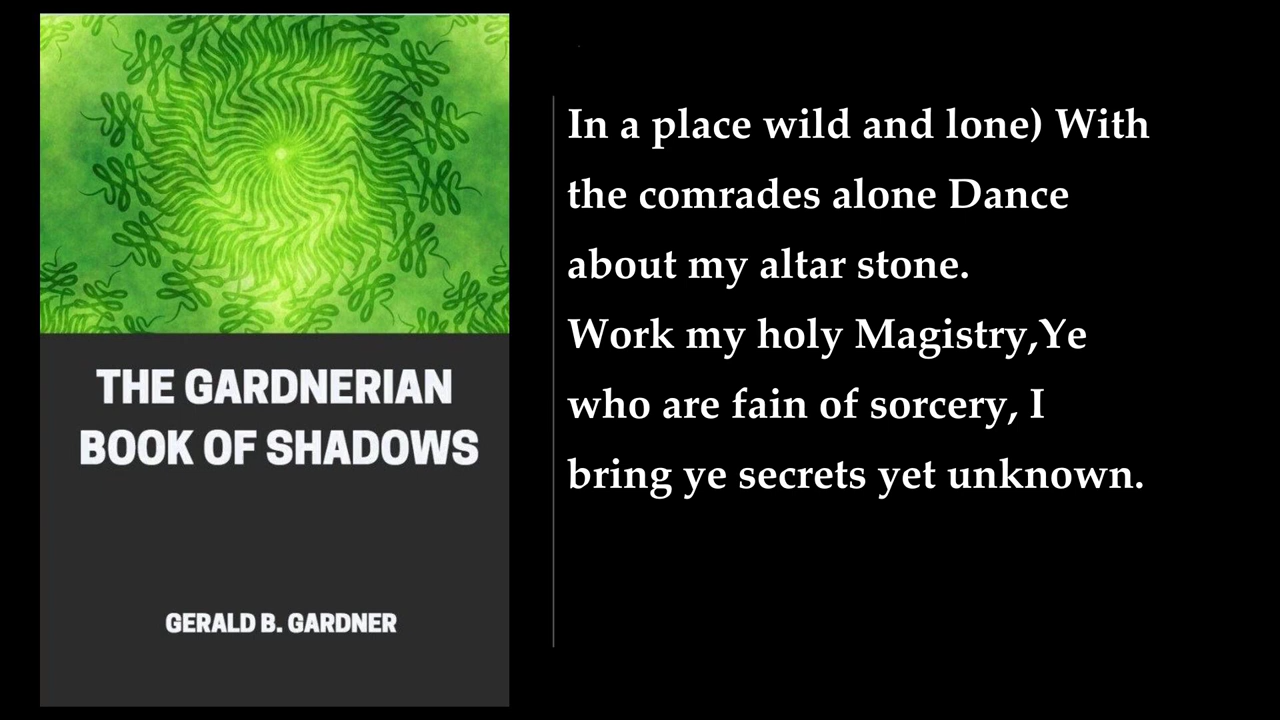 THE GARDNERIAN
BOOK OF SHADOWS
GERALD B. GARDNER
In a place wild and lone) With
the comrades alone Dance
about my altar stone.
Work my holy Magistry,Ye
who are fain of sorcery, I
bring ye secrets yet unknown.